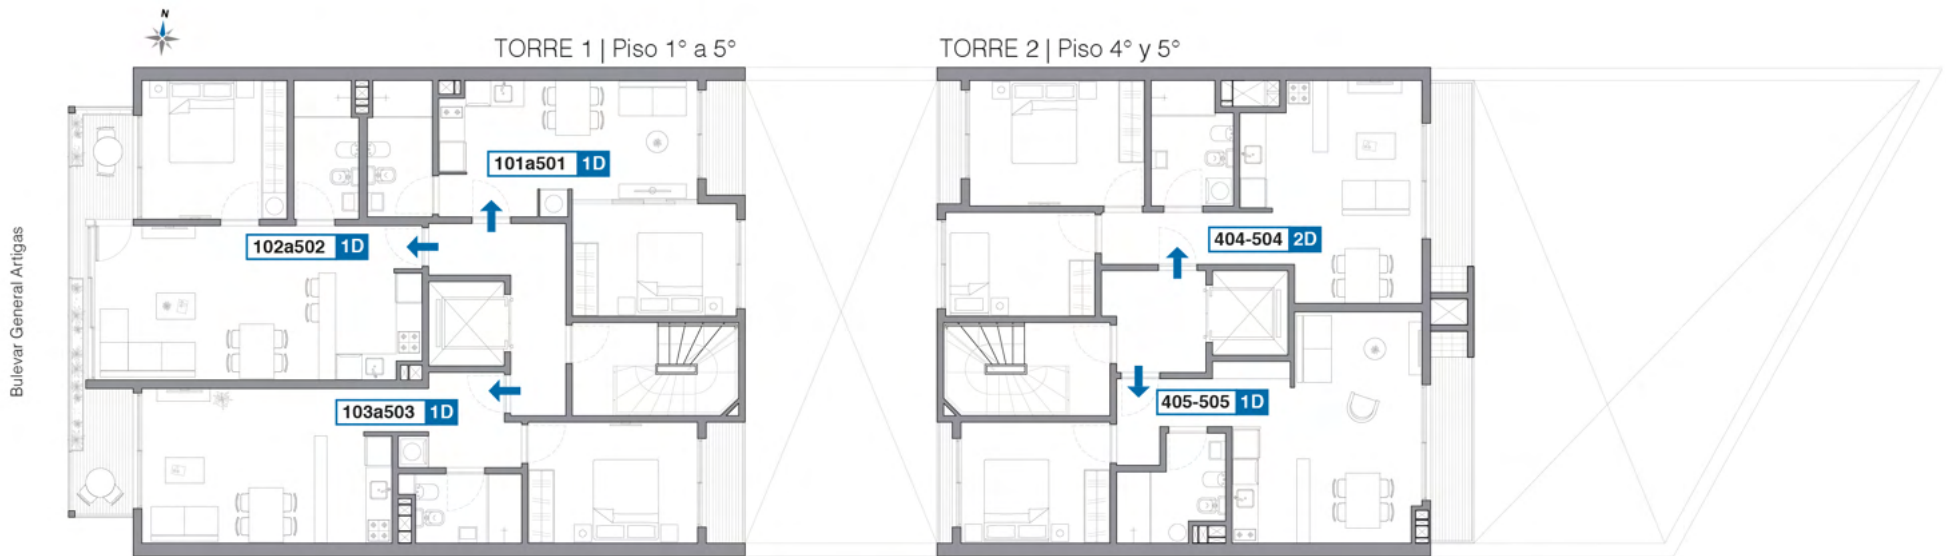 N
TORRE 1 | Piso 1° a 5°
TORRE 2 | Piso 4° y 5°
101a501 1D
102a502 1D
404-504 2D
103a503 1D
405-505 1D
Bulevar General Artigas